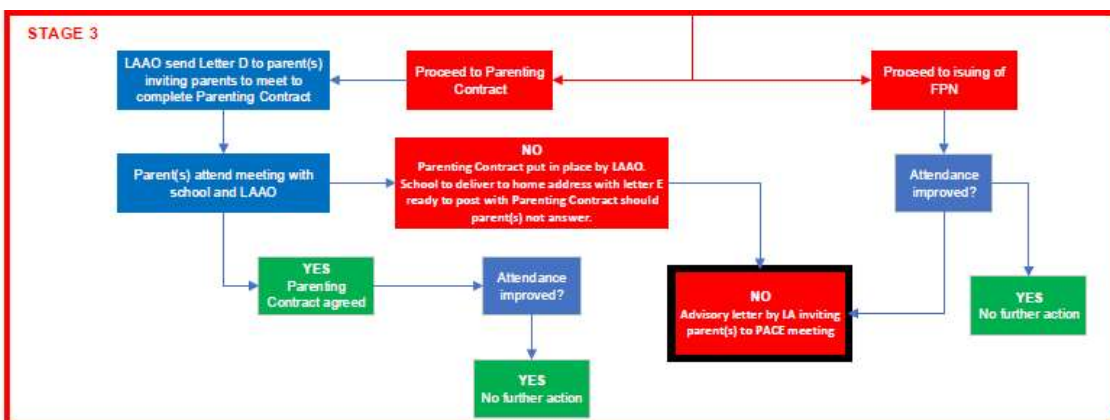 STAGE 3
LAAO send Letter D to parent(s)
inviting parents to meet to
complete Parenting Contract
Proceed to Parenting
Contract
Proceed to isuing of
FPN
Parent(s) attend meeting with
school and LAAO
NO
Parenting Contract put in place by LAAO.
School to deliver to home address with letter E
ready to post with Parenting Contract should
parent(s) not answer.
Attendance
improved?
YES
Parenting
Contract agreed
Attendance
improved?
NO
Advisory letter by LA inviting
parent(s) to PACE meeting
YES
No further action
YES
No further action